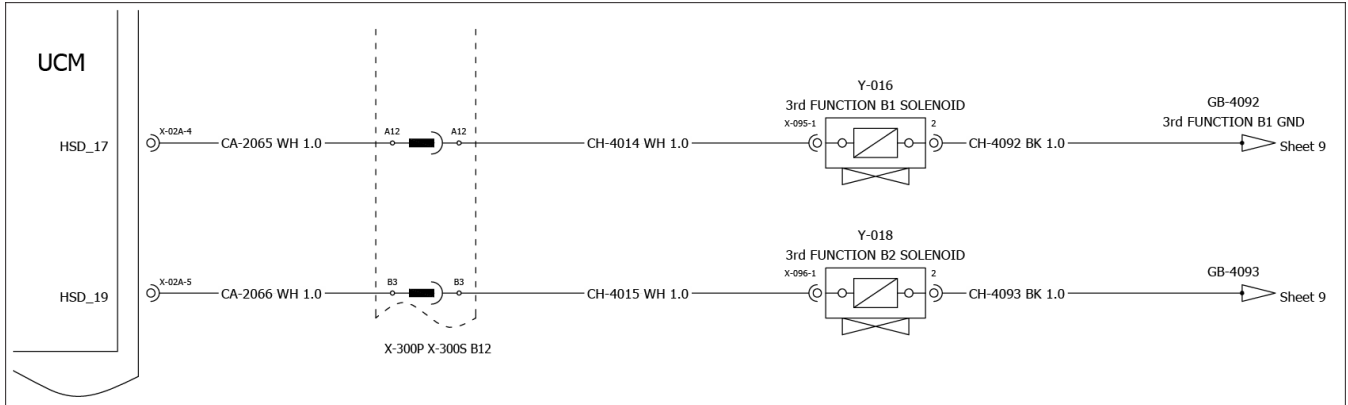 UCM
Y-016
3rd FUNCTION B1 SOLENOID
GB-4092
3rd FUNCTION B1 GND
HSD_17
X-02A-4
CA-2065 WH 1.0
A12
A12
CH-4014 WH 1.0
X-095-1
2
CH-4092 BK 1.0
Sheet 9
Y-018
3rd FUNCTION B2 SOLENOID
GB-4093
HSD_19
X-02A-5
CA-2066 WH 1.0
B3
B3
CH-4015 WH 1.0
X-096-1
2
CH-4093 BK 1.0
Sheet 9
X-300P X-300S B12